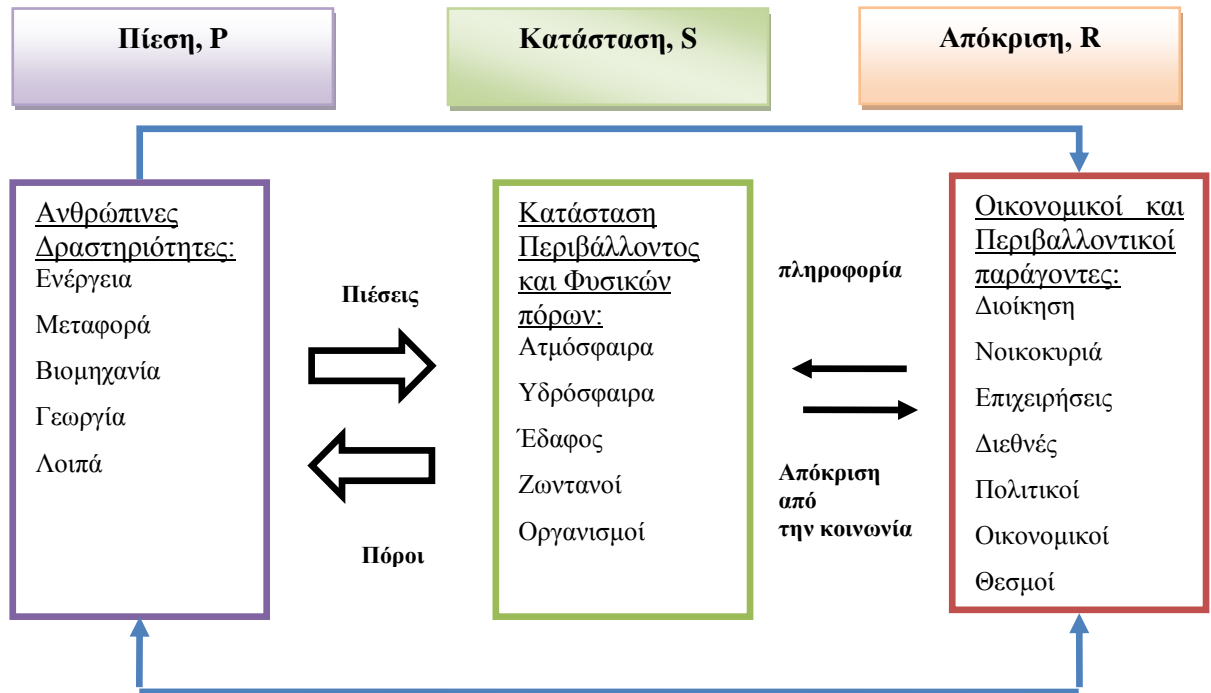 Πίεση, P
Κατάσταση, S
Απόκριση, R
Ανθρώπινες
Δραστηριότητες:
Ενέργεια
Μεταφορά
Βιομηχανία
Γεωργία
Λοιπά
Πιέσεις
Πόροι
Κατάσταση
Περιβάλλοντος
και Φυσικών
πόρων:
Ατμόσφαιρα
Υδρόσφαιρα
Έδαφος
Ζωντανοί
Οργανισμοί
πληροφορία
Απόκριση
από
την κοινωνία
Οικονομικοί και
Περιβαλλοντικοί
παράγοντες:
Διοίκηση
Νοικοκυριά
Επιχειρήσεις
Διεθνές
Πολιτικοί
Οικονομικοί
Θεσμοί